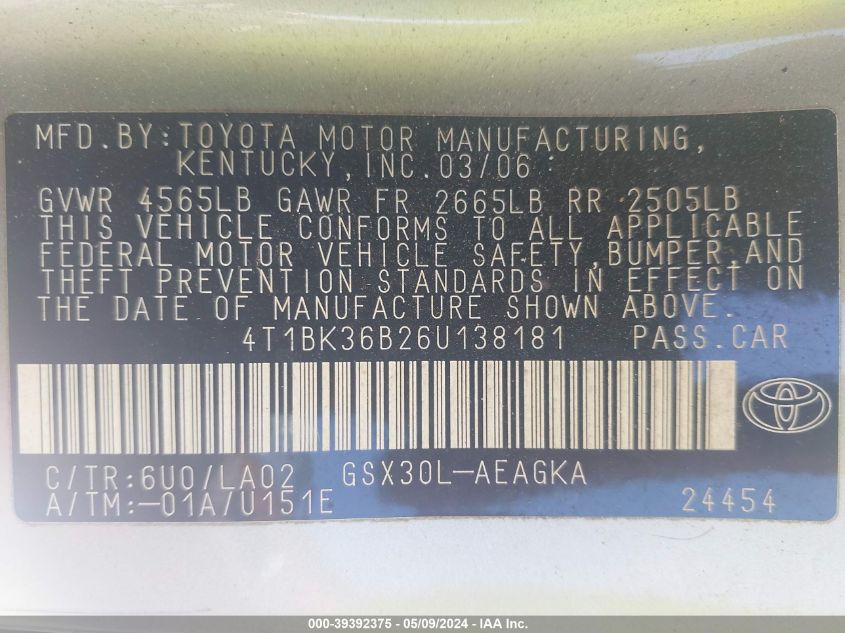 MFD.BY:TOYOTA MOTOR MANUFACTURING,
KENTUCKY,INC.03/06
GVWR 4565LB GAWR FR 2665LB RR 2505LB
THIS VEHICLE CONFORMS TO ALL APPLICABLE
FEDERAL MOTOR VEHICLE SAFETY,BUMPER,AND
THEFT PREVENTION STANDARDS IN EFFECT ON
THE DATE OF MANUFACTURE SHOWN ABOVE.
4T1BK36B26U138181 PASS.CAR
C/TR:6U0/LA02 GSX30L-AEAGKA
A/TM:-01A/U151E 24454
000-39392375 - 05/09/2024 - IAA Inc.